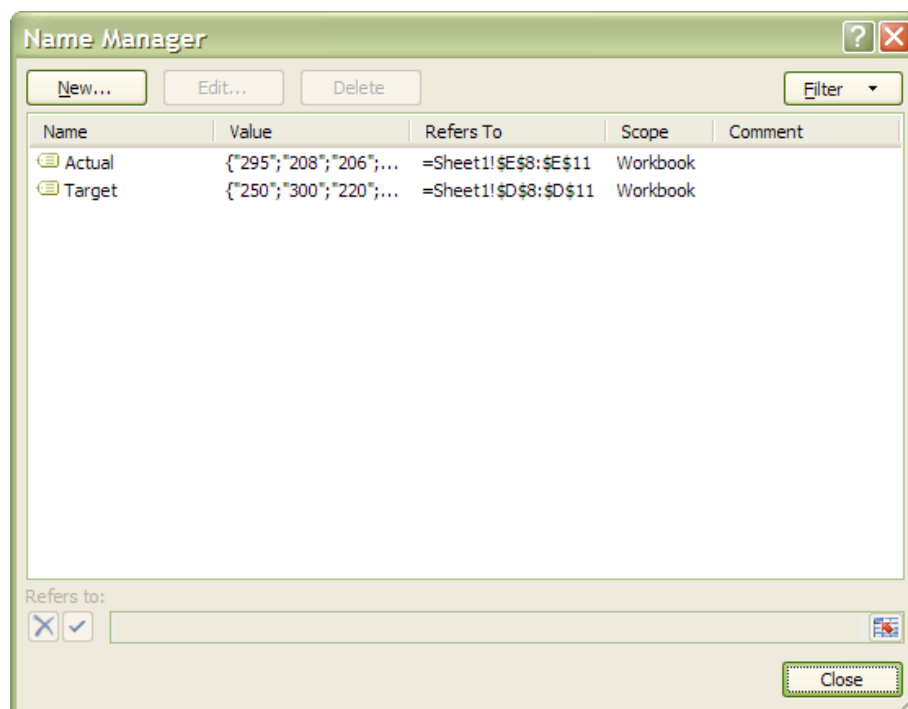 Name Manager
New... Edit... Delete Filter
Name Value Refers To Scope Comment
Actual {"295";"208";"206";... =Sheet1!$E$8:$E$11 Workbook
Target {"250";"300";"220";... =Sheet1!$D$8:$D$11 Workbook
Refers to:
Close